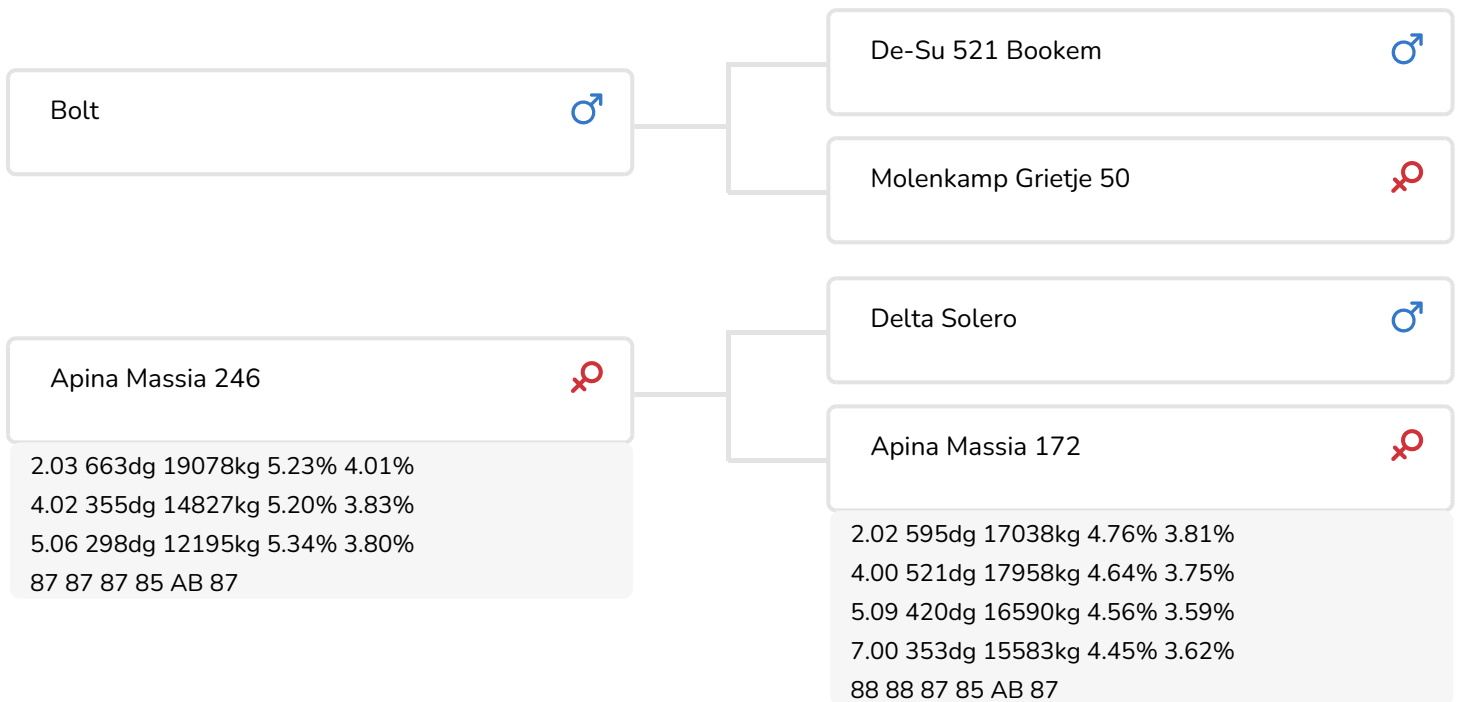 Bolt
De-Su 521 Bookem
Molenkamp Grietje 50
Apina Massia 246
2.03 663dg 19078kg 5.23% 4.01%
4.02 355dg 14827kg 5.20% 3.83%
5.06 298dg 12195kg 5.34% 3.80%
87 87 87 85 AB 87
Delta Solero
Apina Massia 172
2.02 595dg 17038kg 4.76% 3.81%
4.00 521dg 17958kg 4.64% 3.75%
5.09 420dg 16590kg 4.56% 3.59%
7.00 353dg 15583kg 4.45% 3.62%
88 88 87 85 AB 87